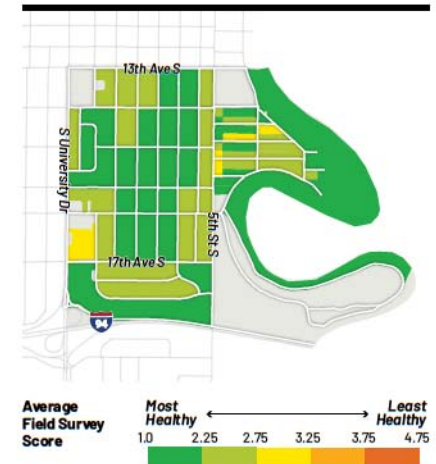 13th Ave S
S University Dr
5th St S
17th Ave S
94
Average
Field Survey
Score
Most
Healthy
Least
Healthy
1.0 2.25 2.75 3.25 3.75 4.75